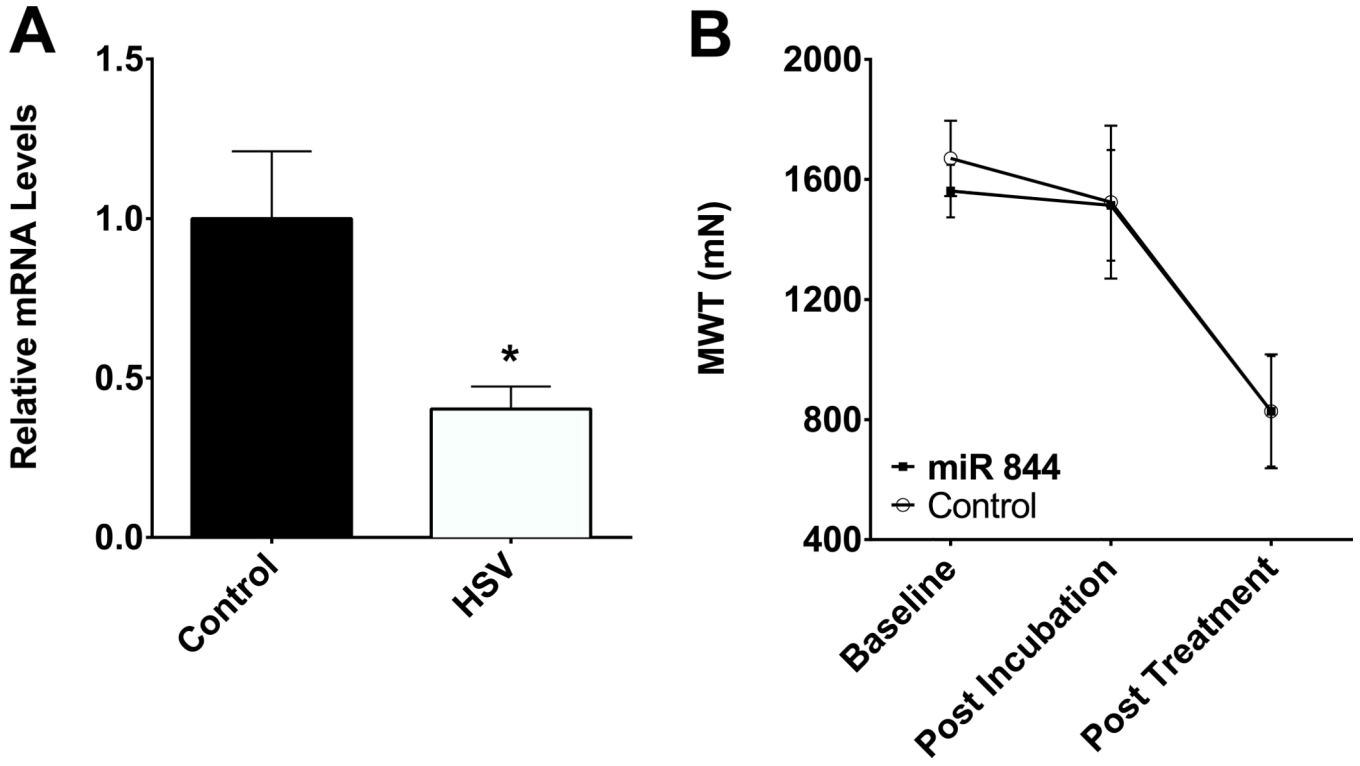 A
Relative mRNA Levels
1.5
1.0
0.5
0.0
*
Control
HSV
B
MWT (mN)
2000
1600
1200
800
400
miR 844
Control
Baseline
Post Incubation
Post Treatment